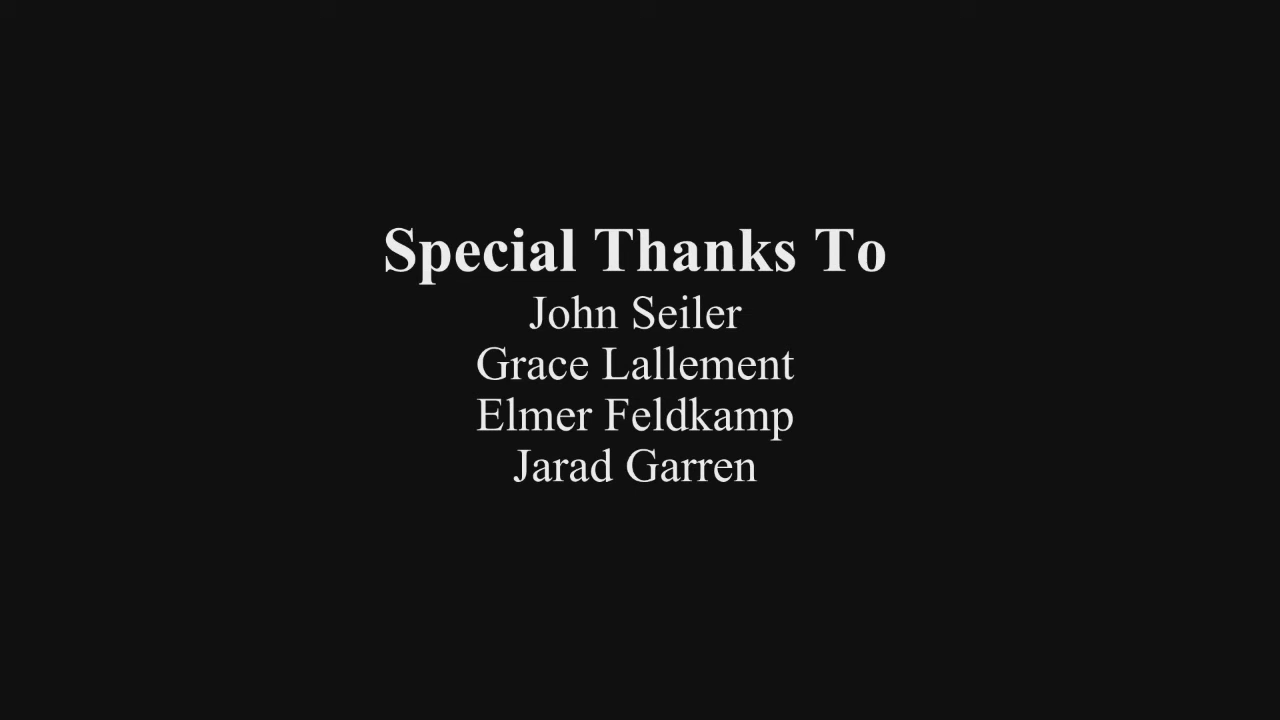 Special Thanks To
John Seiler
Grace Lallement
Elmer Feldkamp
Jarad Garren